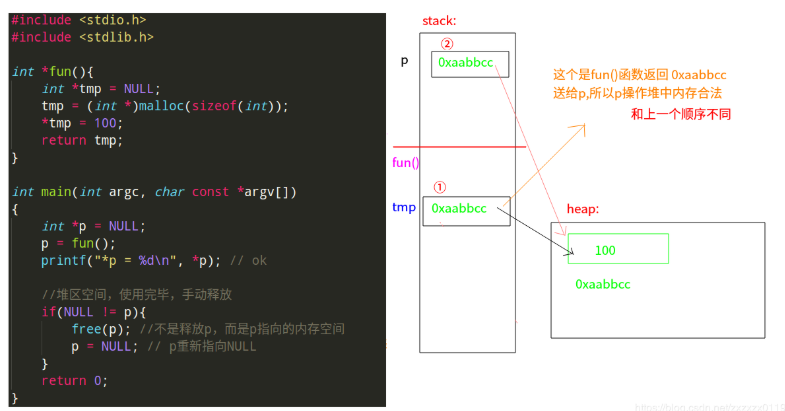 #include <stdio.h>
#include <stdlib.h>
int *fun(){
    int *tmp = NULL;
    tmp = (int *)malloc(sizeof(int));
    *tmp = 100;
    return tmp;
}
int main(int argc, char const *argv[])
{
    int *p = NULL;
    p = fun();
    printf("*p = %d\n", *p); // ok
    //堆区空间，使用完毕，手动释放
    if(NULL != p){
        free(p); //不是释放p，而是p指向的内存空间
        p = NULL; // p重新指向NULL
    }
    return 0;
}
stack:
②
p
0xaabbcc
fun()
①
tmp
0xaabbcc
这个是fun()函数返回 0xaabbcc
送给p,所以p操作堆中内存合法
和上一个顺序不同
heap:
100
0xaabbcc